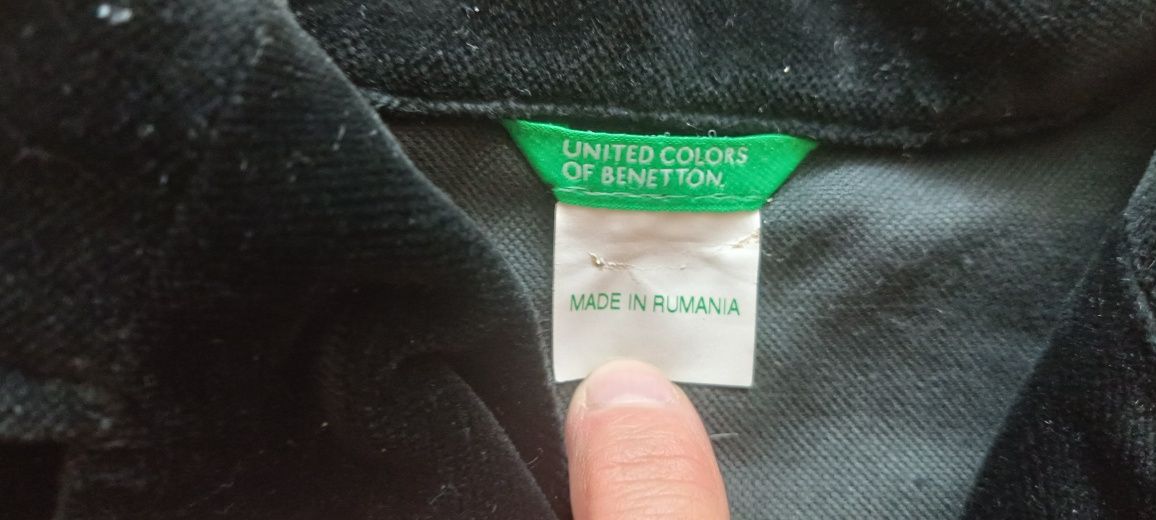 UNITED COLORS
OF BENETTON.
MADE IN RUMANIA